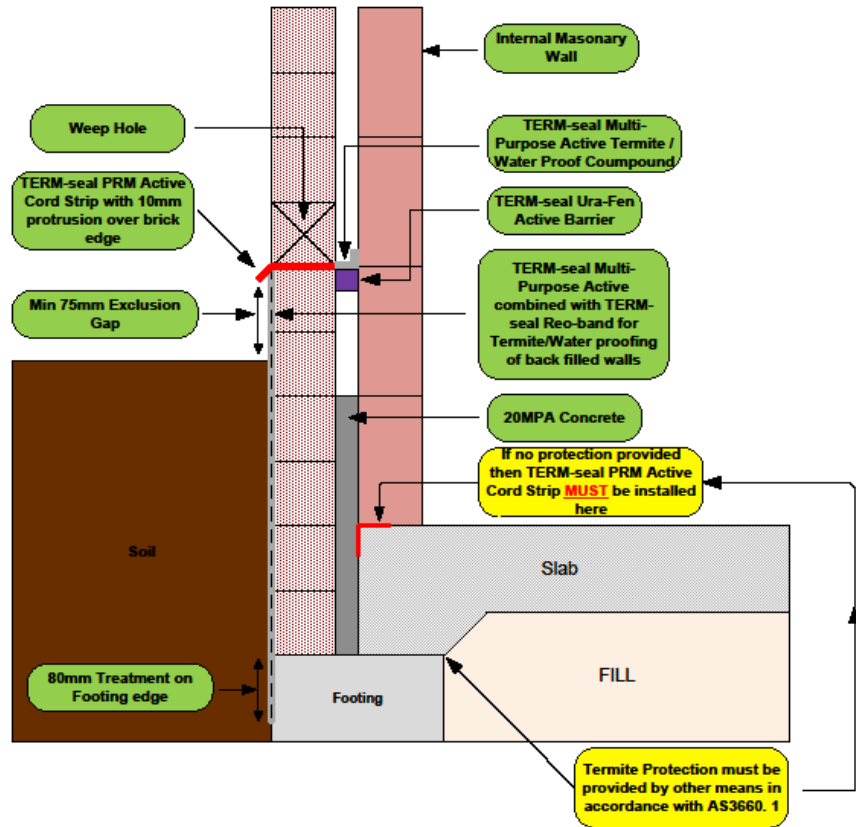 Internal Masonary
Wall
Weep Hole
TERM-seal Multi-
Purpose Active Termite /
Water Proof Coumpound
TERM-seal PRM Active
Cord Strip with 10mm
protrusion over brick
edge
TERM-seal Ura-Fen
Active Barrier
Min 75mm Exclusion
Gap
TERM-seal Multi-
Purpose Active
combined with TERM-
seal Reo-band for
Termite/Water proofing
of back filled walls
20MPA Concrete
If no protection provided
then TERM-seal PRM Active
Cord Strip MUST be installed
here
Soil
Slab
80mm Treatment on
Footing edge
Footing
FILL
Termite Protection must be
provided by other means in
accordance with AS3660. 1